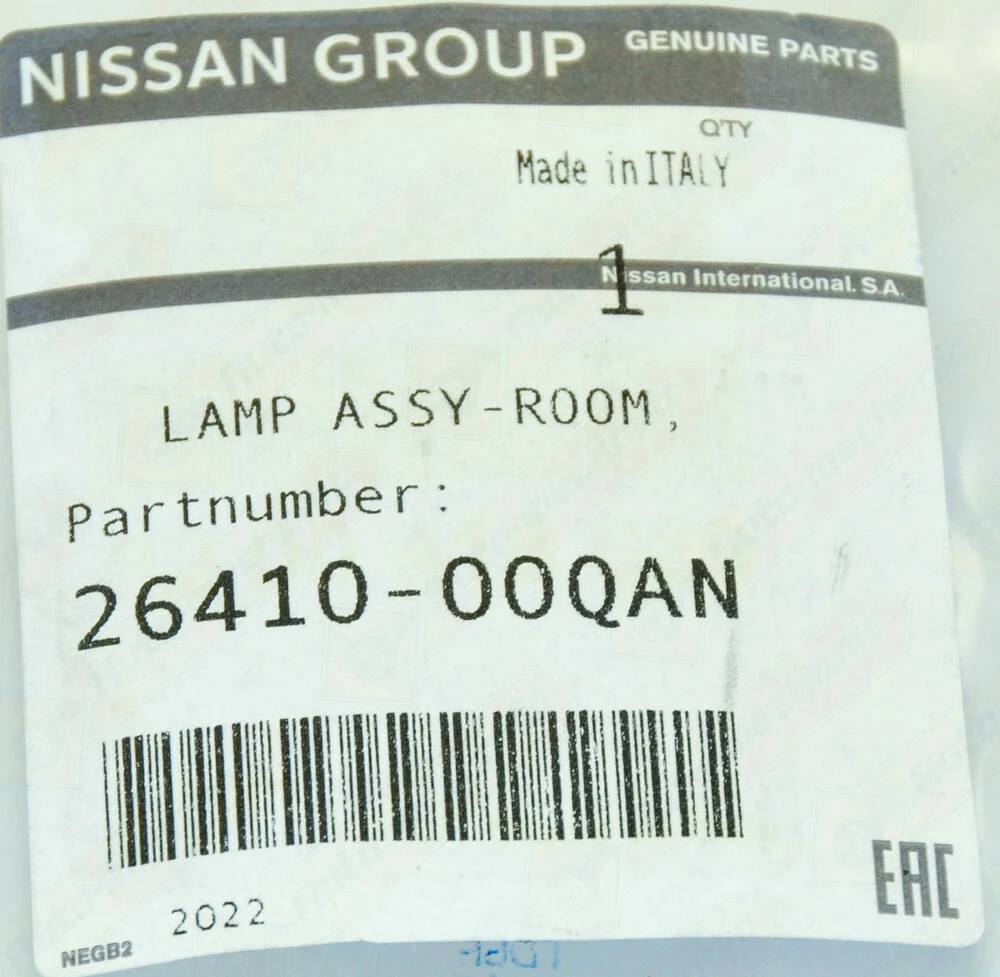 NISSAN GROUP GENUINE PARTS
Q'TY
Made in ITALY
1
Nissan International. S.A.
LAMP ASSY-ROOM,
Partnumber:
26410-00QAN
EAC
2022
NEGB2